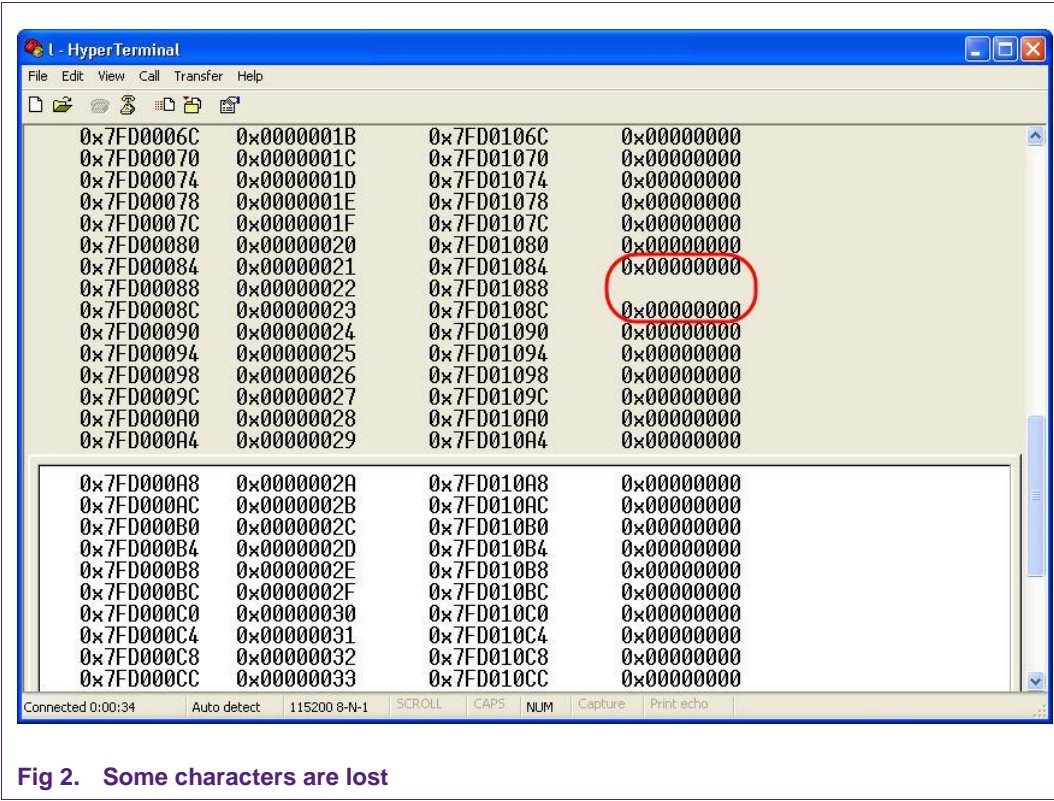 l - HyperTerminal
File Edit View Call Transfer Help
0x7FD0006C 0x0000001B 0x7FD0106C 0x00000000
0x7FD00070 0x0000001C 0x7FD01070 0x00000000
0x7FD00074 0x0000001D 0x7FD01074 0x00000000
0x7FD00078 0x0000001E 0x7FD01078 0x00000000
0x7FD0007C 0x0000001F 0x7FD0107C 0x00000000
0x7FD00080 0x00000020 0x7FD01080 0x00000000
0x7FD00084 0x00000021 0x7FD01084 0x00000000
0x7FD00088 0x00000022 0x7FD01088
0x7FD0008C 0x00000023 0x7FD0108C 0x00000000
0x7FD00090 0x00000024 0x7FD01090 0x00000000
0x7FD00094 0x00000025 0x7FD01094 0x00000000
0x7FD00098 0x00000026 0x7FD01098 0x00000000
0x7FD0009C 0x00000027 0x7FD0109C 0x00000000
0x7FD000A0 0x00000028 0x7FD010A0 0x00000000
0x7FD000A4 0x00000029 0x7FD010A4 0x00000000
0x7FD000A8 0x0000002A 0x7FD010A8 0x00000000
0x7FD000AC 0x0000002B 0x7FD010AC 0x00000000
0x7FD000B0 0x0000002C 0x7FD010B0 0x00000000
0x7FD000B4 0x0000002D 0x7FD010B4 0x00000000
0x7FD000B8 0x0000002E 0x7FD010B8 0x00000000
0x7FD000BC 0x0000002F 0x7FD010BC 0x00000000
0x7FD000C0 0x00000030 0x7FD010C0 0x00000000
0x7FD000C4 0x00000031 0x7FD010C4 0x00000000
0x7FD000C8 0x00000032 0x7FD010C8 0x00000000
0x7FD000CC 0x00000033 0x7FD010CC 0x00000000
Connected 0:00:34 Auto detect 115200 8-N-1 SCROLL CAPS NUM Capture Print echo
Fig 2. Some characters are lost